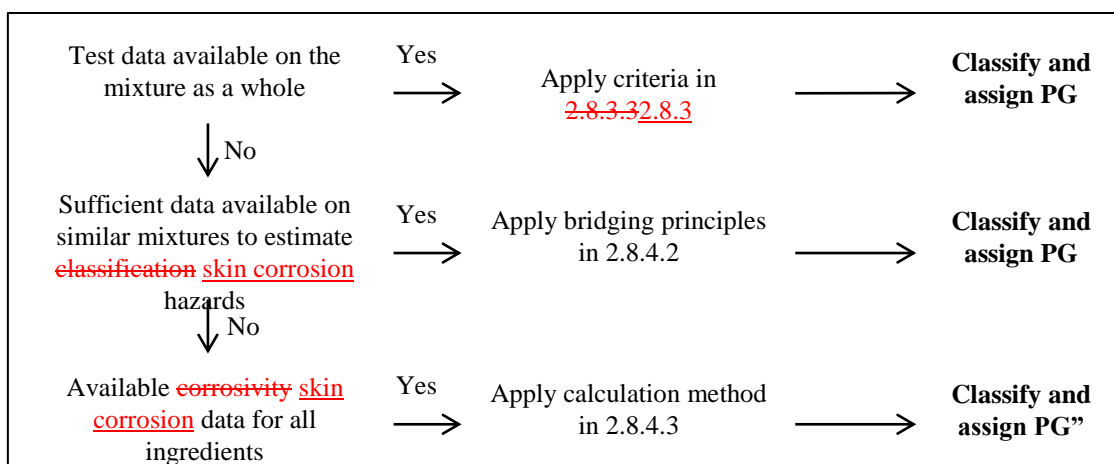 Test data available on the
mixture as a whole
Yes
Apply criteria in
2.8.3.32.8.3
Classify and
assign PG
No
Sufficient data available on
similar mixtures to estimate
classification skin corrosion
hazards
Yes
Apply bridging principles
in 2.8.4.2
Classify and
assign PG
No
Available corrosivity skin
corrosion data for all
ingredients
Yes
Apply calculation method
in 2.8.4.3
Classify and
assign PG”